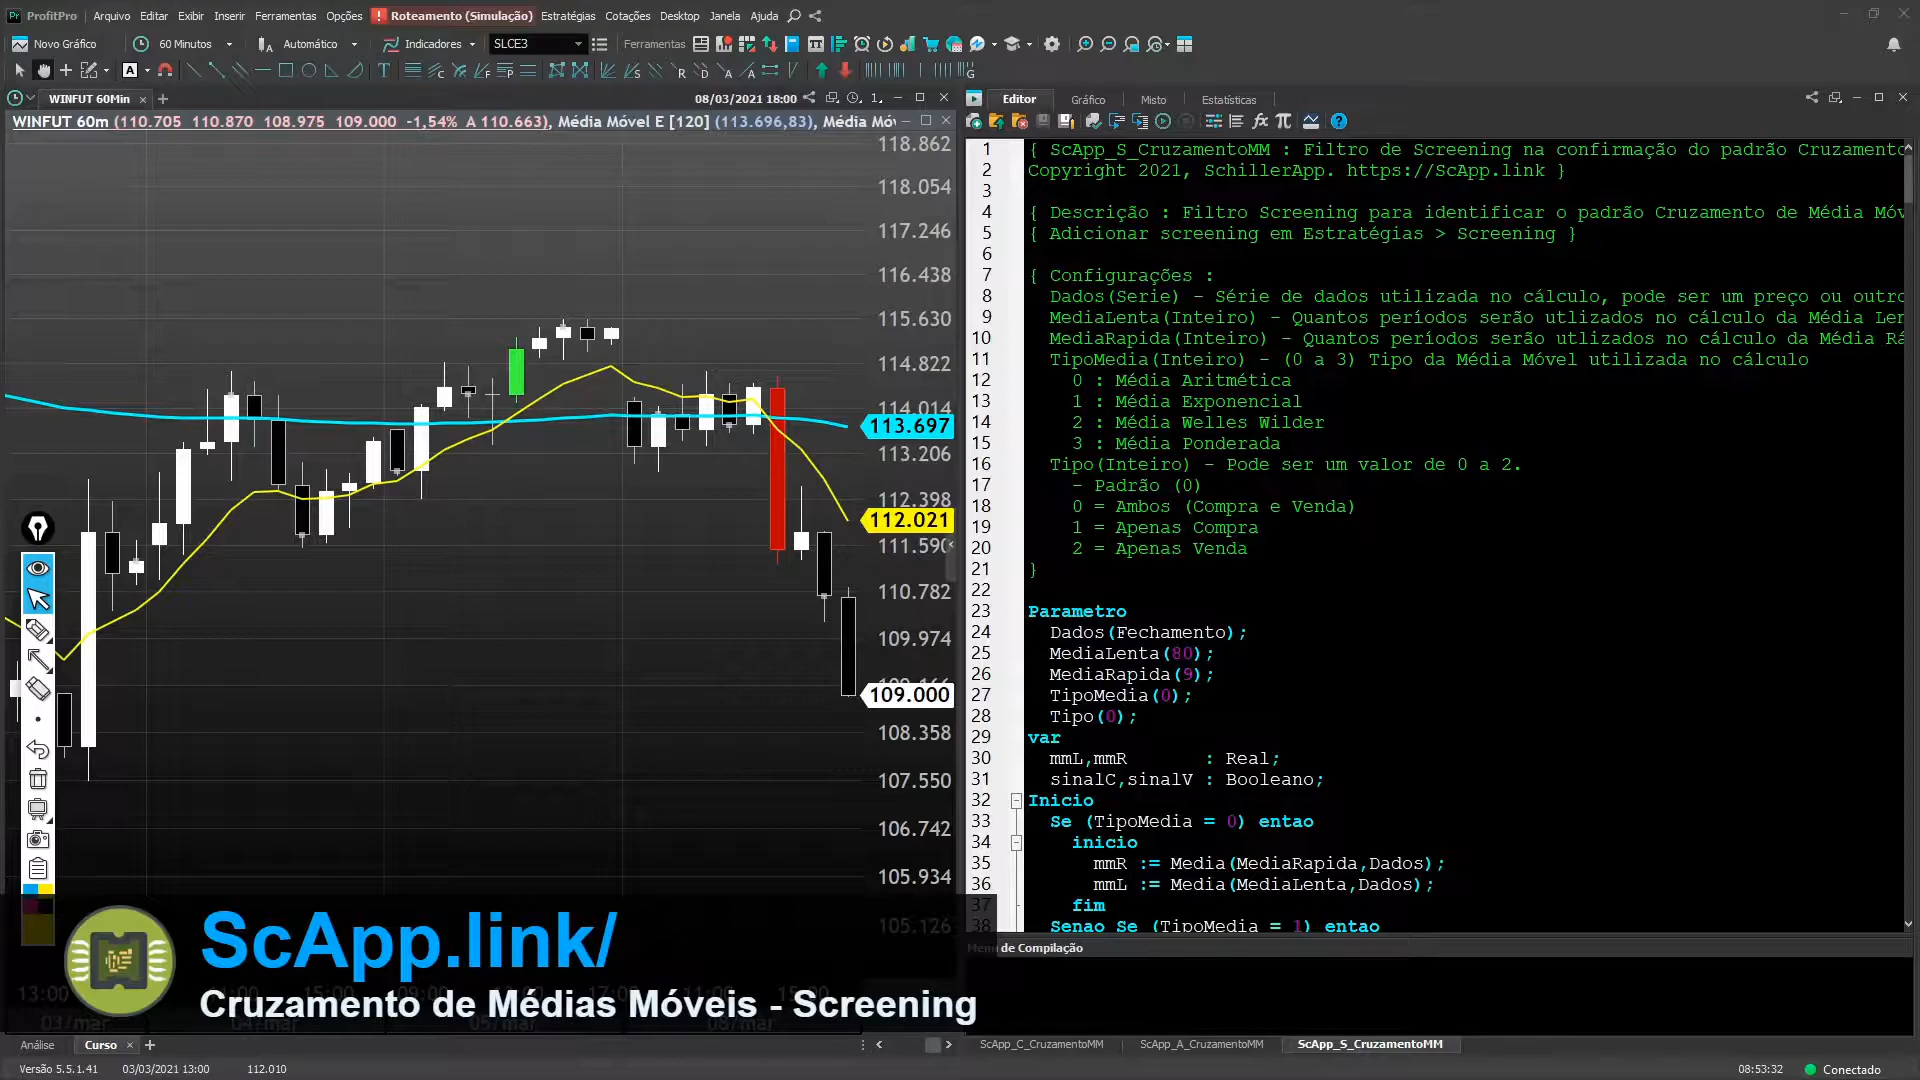 ProfitPro Arquivo Editar Exibir Inserir Ferramentas Opções Roteamento (Simulação) Estratégias Cotações Desktop Janela Ajuda
Novo Gráfico 60 Minutos Automático Indicadores SLCE3 Ferramentas
WINFUT 60Min 08/03/2021 18:00
WINFUT 60m (110.705 110.870 108.975 109.000 -1,54% A 110.663), Média Móvel E [120] (113.696,83), Média Mó
118.862
118.054
117.246
116.438
115.630
114.822
114.014
113.697
113.206
112.398
112.021
111.590
110.782
109.974
109.000
108.358
107.550
106.742
105.934
105.126
Editor Gráfico Misto Estatísticas
1 { ScApp_S_CruzamentoMM : Filtro de Screening na confirmação do padrão Cruzamento
2 Copyright 2021, SchillerApp. https://ScApp.link }
3
4 { Descrição : Filtro Screening para identificar o padrão Cruzamento de Média Móv
5 { Adicionar screening em Estratégias > Screening }
6
7 { Configurações :
8 Dados(Serie) - Série de dados utilizada no cálculo, pode ser um preço ou outro
9 MediaLenta(Inteiro) - Quantos períodos serão utlizados no cálculo da Média Len
10 MediaRapida(Inteiro) - Quantos períodos serão utlizados no cálculo da Média Rá
11 TipoMedia(Inteiro) - (0 a 3) Tipo da Média Móvel utilizada no cálculo
12 0 : Média Aritmética
13 1 : Média Exponencial
14 2 : Média Welles Wilder
15 3 : Média Ponderada
16 Tipo(Inteiro) - Pode ser um valor de 0 a 2.
17 - Padrão (0)
18 0 = Ambos (Compra e Venda)
19 1 = Apenas Compra
20 2 = Apenas Venda
21 }
22
23 Parametro
24 Dados(Fechamento);
25 MediaLenta(80);
26 MediaRapida(9);
27 TipoMedia(0);
28 Tipo(0);
29 var
30 mmL,mmR : Real;
31 sinalC,sinalV : Booleano;
32 Inicio
33 Se (TipoMedia = 0) entao
34 inicio
35 mmR := Media(MediaRapida,Dados);
36 mmL := Media(MediaLenta,Dados);
37 fim
38 Senao Se (TipoMedia = 1) entao
de Compilação
ScApp.link/
Cruzamento de Médias Móveis - Screening
Análise Curso
ScApp_C_CruzamentoMM ScApp_A_CruzamentoMM ScApp_S_CruzamentoMM
Versão 5.5.1.41 03/03/2021 13:00 112.010 08:53:32 Conectado